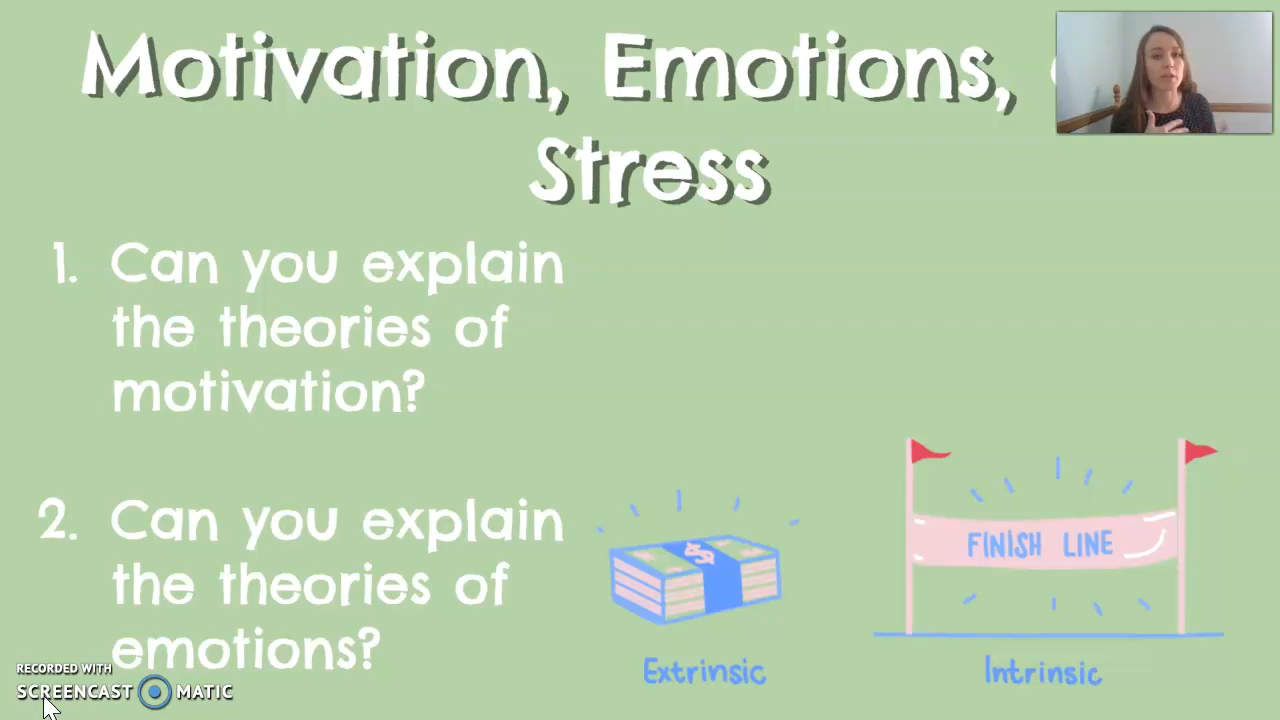 Motivation, Emotions,
Stress
1. Can you explain
the theories of
motivation?
2. Can you explain
the theories of
emotions?
$
FINISH LINE
Extrinsic
Intrinsic
RECORDED WITH
SCREENCAST MATIC